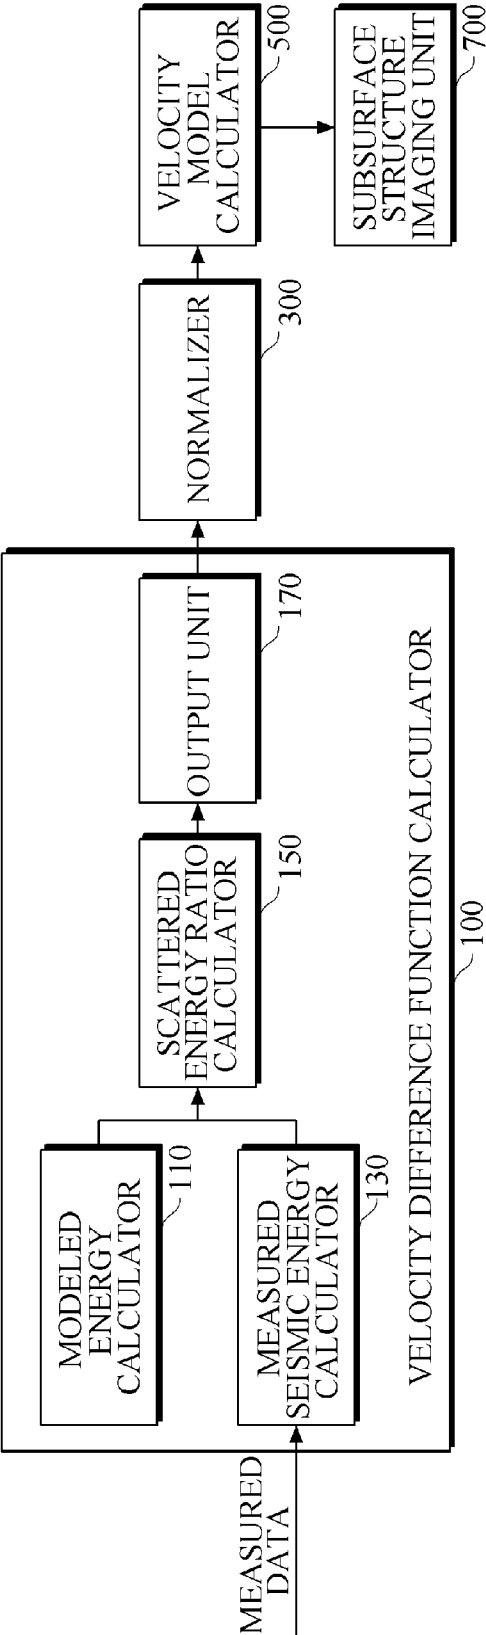 MEASURED
DATA
MODELED
ENERGY
CALCULATOR
110
MEASURED
SEISMIC ENERGY
CALCULATOR
130
SCATTERED
ENERGY RATIO
CALCULATOR
150
OUTPUT UNIT
170
VELOCITY DIFFERENCE FUNCTION CALCULATOR
100
NORMALIZER
300
VELOCITY
MODEL
CALCULATOR
500
SUBSURFACE
STRUCTURE
IMAGING UNIT
700